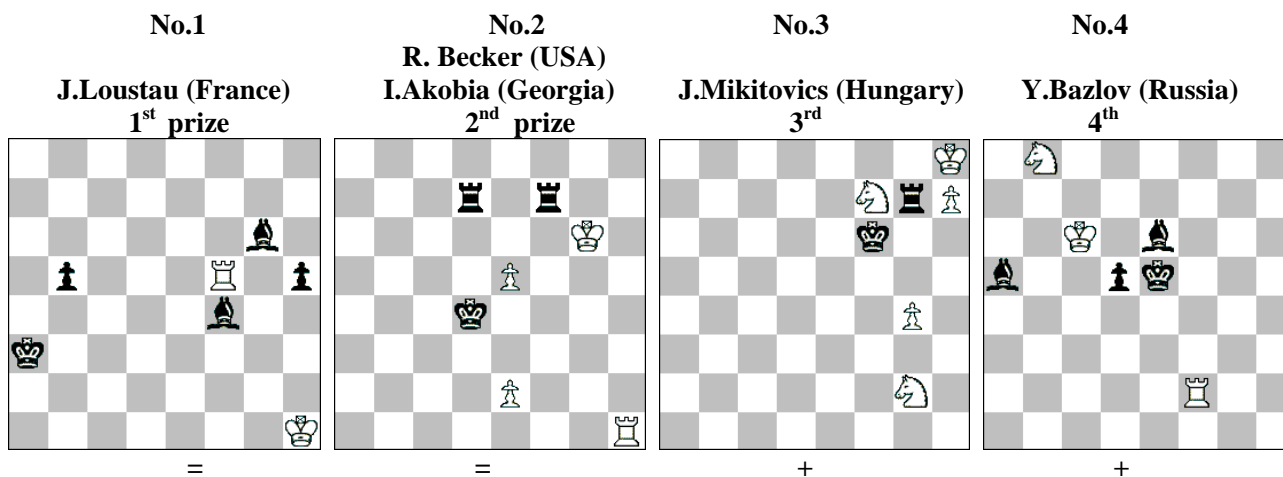 No.1 No.2 No.3 No.4
R. Becker (USA)
J.Loustau (France) I.Akobia (Georgia) J.Mikitovics (Hungary) Y.Bazlov (Russia)
1st prize 2nd prize 3rd 4th
= = + +